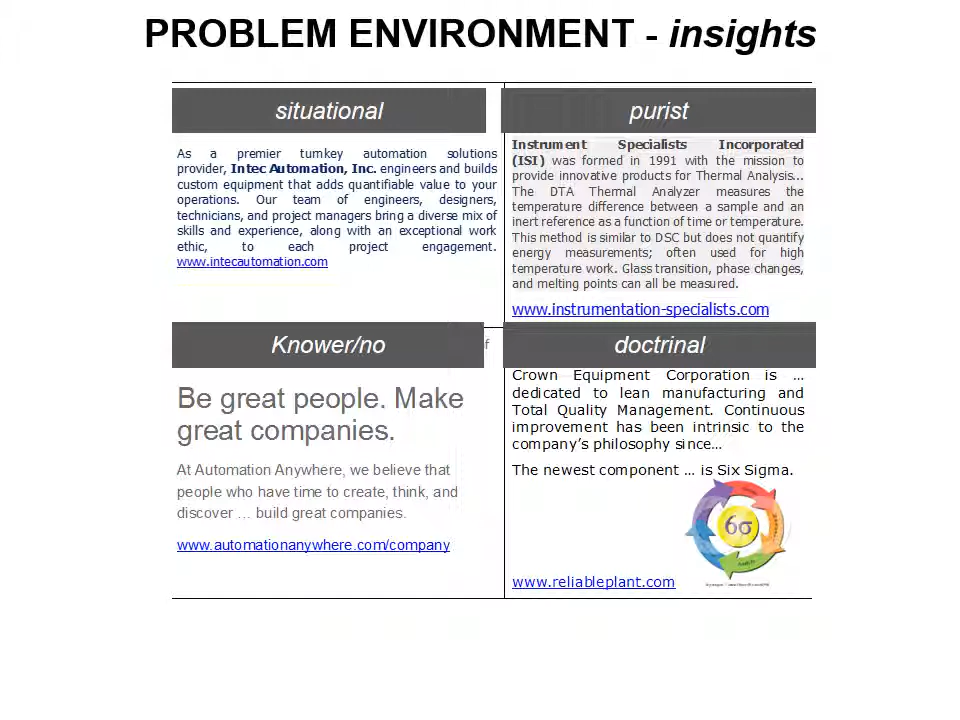 PROBLEM ENVIRONMENT - insights
situational
As a premier turnkey automation solutions
provider, Intec Automation, Inc. engineers and builds
custom equipment that adds quantifiable value to your
operations. Our team of engineers, designers,
technicians, and project managers bring a diverse mix of
skills and experience, along with an exceptional work
ethic, to each project engagement.
www.intecautomation.com
purist
Instrument Specialists Incorporated
(ISI) was formed in 1991 with the mission to
provide innovative products for Thermal Analysis...
The DTA Thermal Analyzer measures the
temperature difference between a sample and an
inert reference as a function of time or temperature.
This method is similar to DSC but does not quantify
energy measurements; often used for high
temperature work. Glass transition, phase changes,
and melting points can all be measured.
www.instrumentation-specialists.com
Knower/no
f
Be great people. Make
great companies.
At Automation Anywhere, we believe that
people who have time to create, think, and
discover … build great companies.
www.automationanywhere.com/company
doctrinal
Crown Equipment Corporation is …
dedicated to lean manufacturing and
Total Quality Management. Continuous
improvement has been intrinsic to the
company's philosophy since…
The newest component … is Six Sigma.
6σ
www.reliableplant.com